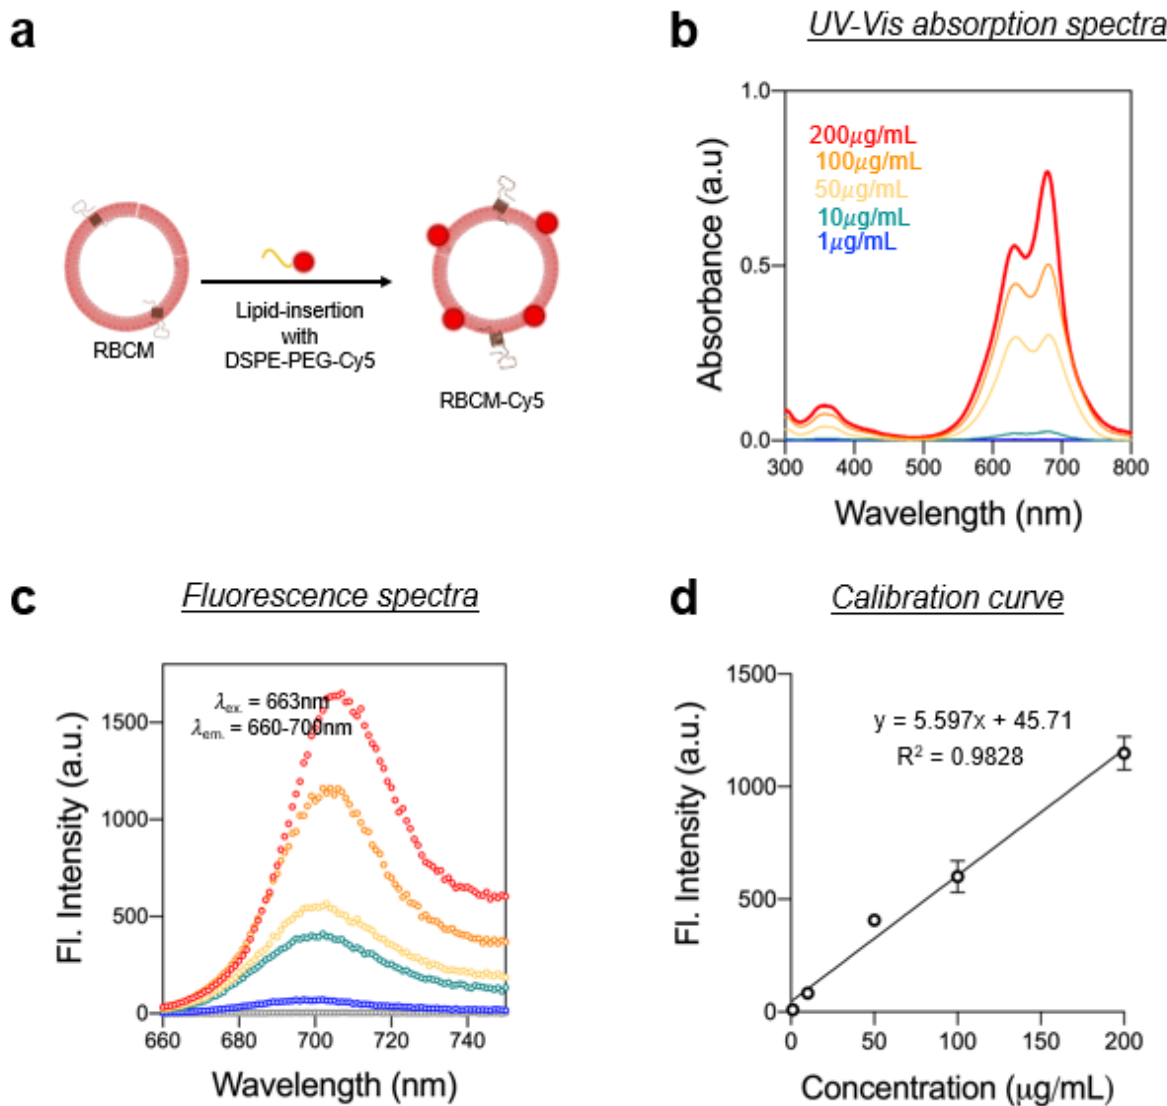 a
RBCM
Lipid-insertion
with
DSPE-PEG-Cy5
RBCM-Cy5
b
UV-Vis absorption spectra
Absorbance (a.u)
1.0
0.5
0.0
200μg/mL
100μg/mL
50μg/mL
10μg/mL
1μg/mL
300 400 500 600 700 800
Wavelength (nm)
c
Fluorescence spectra
Fl. Intensity (a.u.)
1500
1000
500
0
λex. = 663nm
λem. = 660-700nm
660 680 700 720 740
Wavelength (nm)
d
Calibration curve
Fl. Intensity (a.u.)
1500
1000
500
0
y = 5.597x + 45.71
R² = 0.9828
0 50 100 150 200
Concentration (μg/mL)